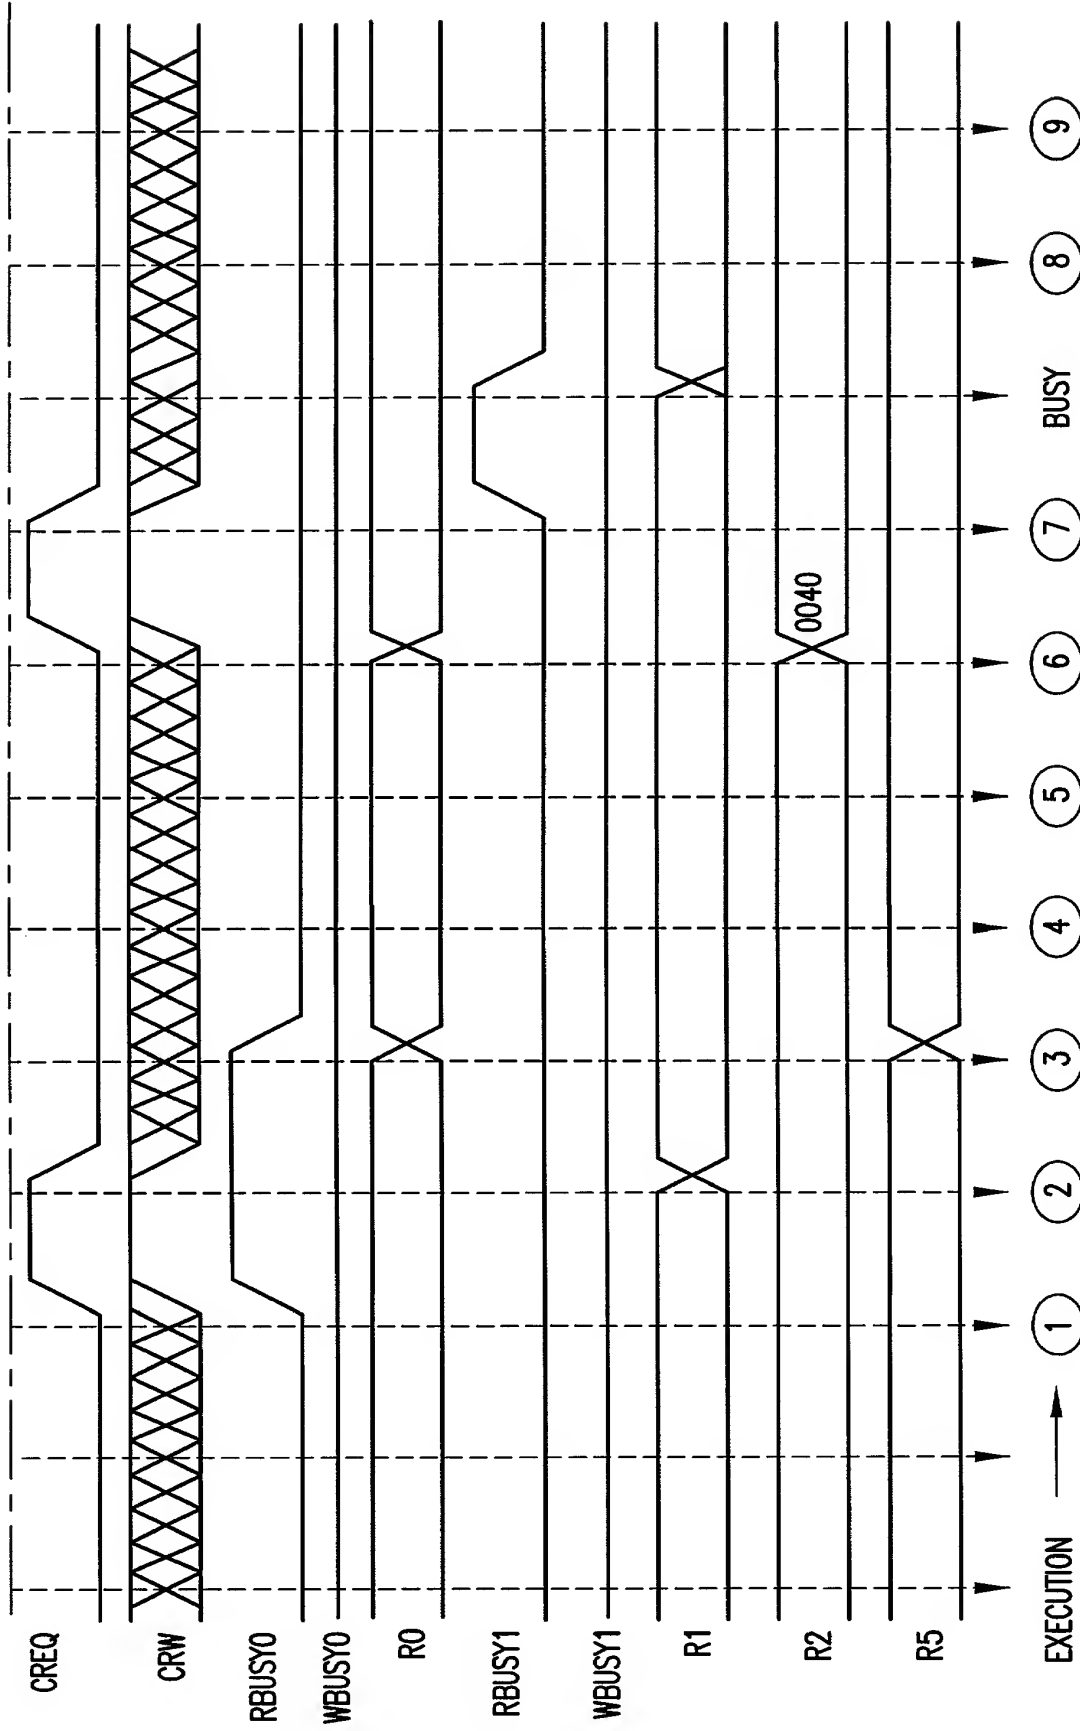 CREQ
CRW
RBUSY0
WBUSY0
R0
RBUSY1
WBUSY1
R1
R2
0040
R5
EXECUTION 1 2 3 4 5 6 7 BUSY 8 9